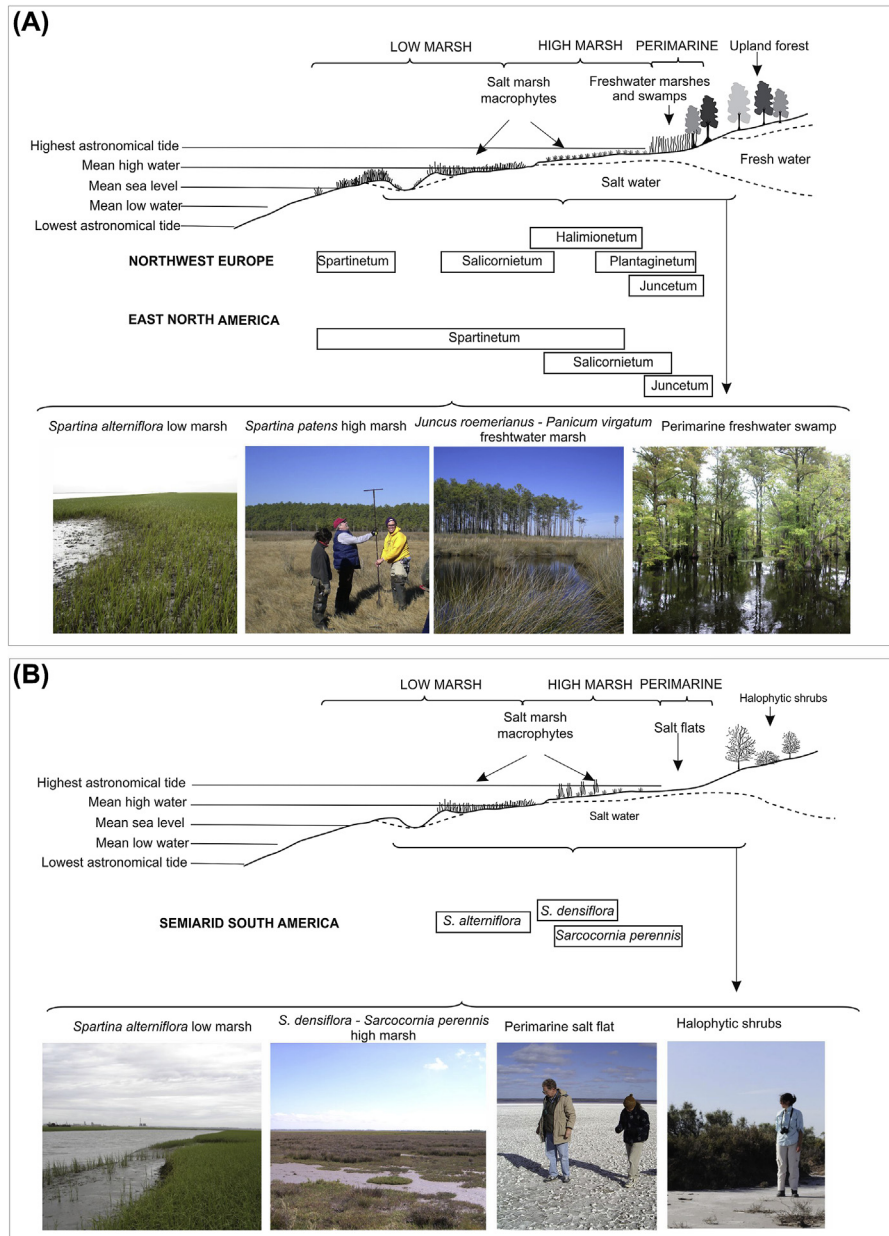 (A)
LOW MARSH
HIGH MARSH
PERIMARINE
Upland forest
Salt marsh
macrophytes
Freshwater marshes
and swamps
Highest astronomical tide
Mean high water
Mean sea level
Mean low water
Lowest astronomical tide
Fresh water
Salt water
NORTHWEST EUROPE
Halimionetum
Spartinetum
Salicornietum
Plantaginetum
Juncetum
EAST NORTH AMERICA
Spartinetum
Salicornietum
Juncetum
Spartina alterniflora low marsh
Spartina patens high marsh
Juncus roemerianus - Panicum virgatum
freshtwater marsh
Perimarine freshwater swamp
(B)
LOW MARSH
HIGH MARSH
PERIMARINE
Halophytic shrubs
Salt marsh
macrophytes
Salt flats
Highest astronomical tide
Mean high water
Mean sea level
Mean low water
Lowest astronomical tide
Salt water
SEMIARID SOUTH AMERICA
S. alterniflora
S. densiflora
Sarcocornia perennis
Spartina alterniflora low marsh
S. densiflora - Sarcocornia perennis
high marsh
Perimarine salt flat
Halophytic shrubs